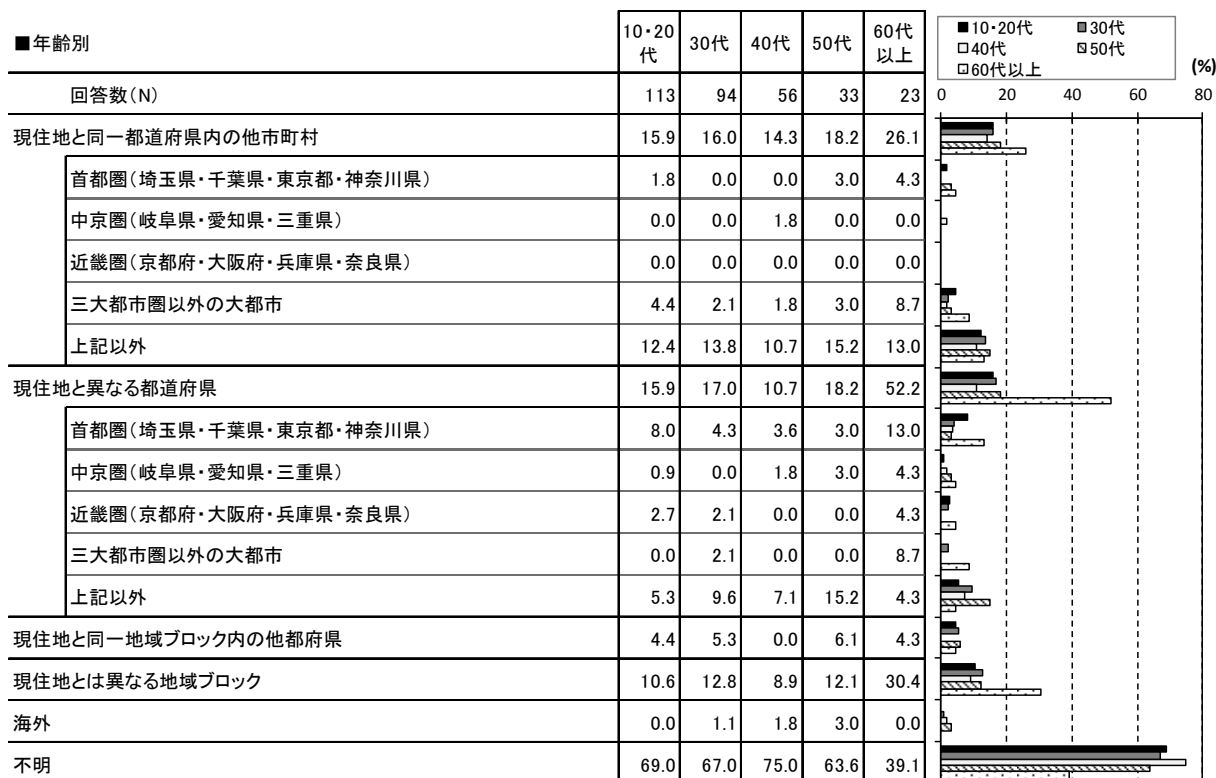 ■年齢別 10・20代 30代 40代 50代 60代以上
■10・20代 ■30代
□40代 50代
60代以上
(%)
0 20 40 60 80
回答数(N) 113 94 56 33 23
現住地と同一都道府県内の他市町村 15.9 16.0 14.3 18.2 26.1
首都圏(埼玉県・千葉県・東京都・神奈川県) 1.8 0.0 0.0 3.0 4.3
中京圏(岐阜県・愛知県・三重県) 0.0 0.0 1.8 0.0 0.0
近畿圏(京都府・大阪府・兵庫県・奈良県) 0.0 0.0 0.0 0.0 0.0
三大都市圏以外の大都市 4.4 2.1 1.8 3.0 8.7
上記以外 12.4 13.8 10.7 15.2 13.0
現住地と異なる都道府県 15.9 17.0 10.7 18.2 52.2
首都圏(埼玉県・千葉県・東京都・神奈川県) 8.0 4.3 3.6 3.0 13.0
中京圏(岐阜県・愛知県・三重県) 0.9 0.0 1.8 3.0 4.3
近畿圏(京都府・大阪府・兵庫県・奈良県) 2.7 2.1 0.0 0.0 4.3
三大都市圏以外の大都市 0.0 2.1 0.0 0.0 8.7
上記以外 5.3 9.6 7.1 15.2 4.3
現住地と同一地域ブロック内の他都府県 4.4 5.3 0.0 6.1 4.3
現住地とは異なる地域ブロック 10.6 12.8 8.9 12.1 30.4
海外 0.0 1.1 1.8 3.0 0.0
不明 69.0 67.0 75.0 63.6 39.1